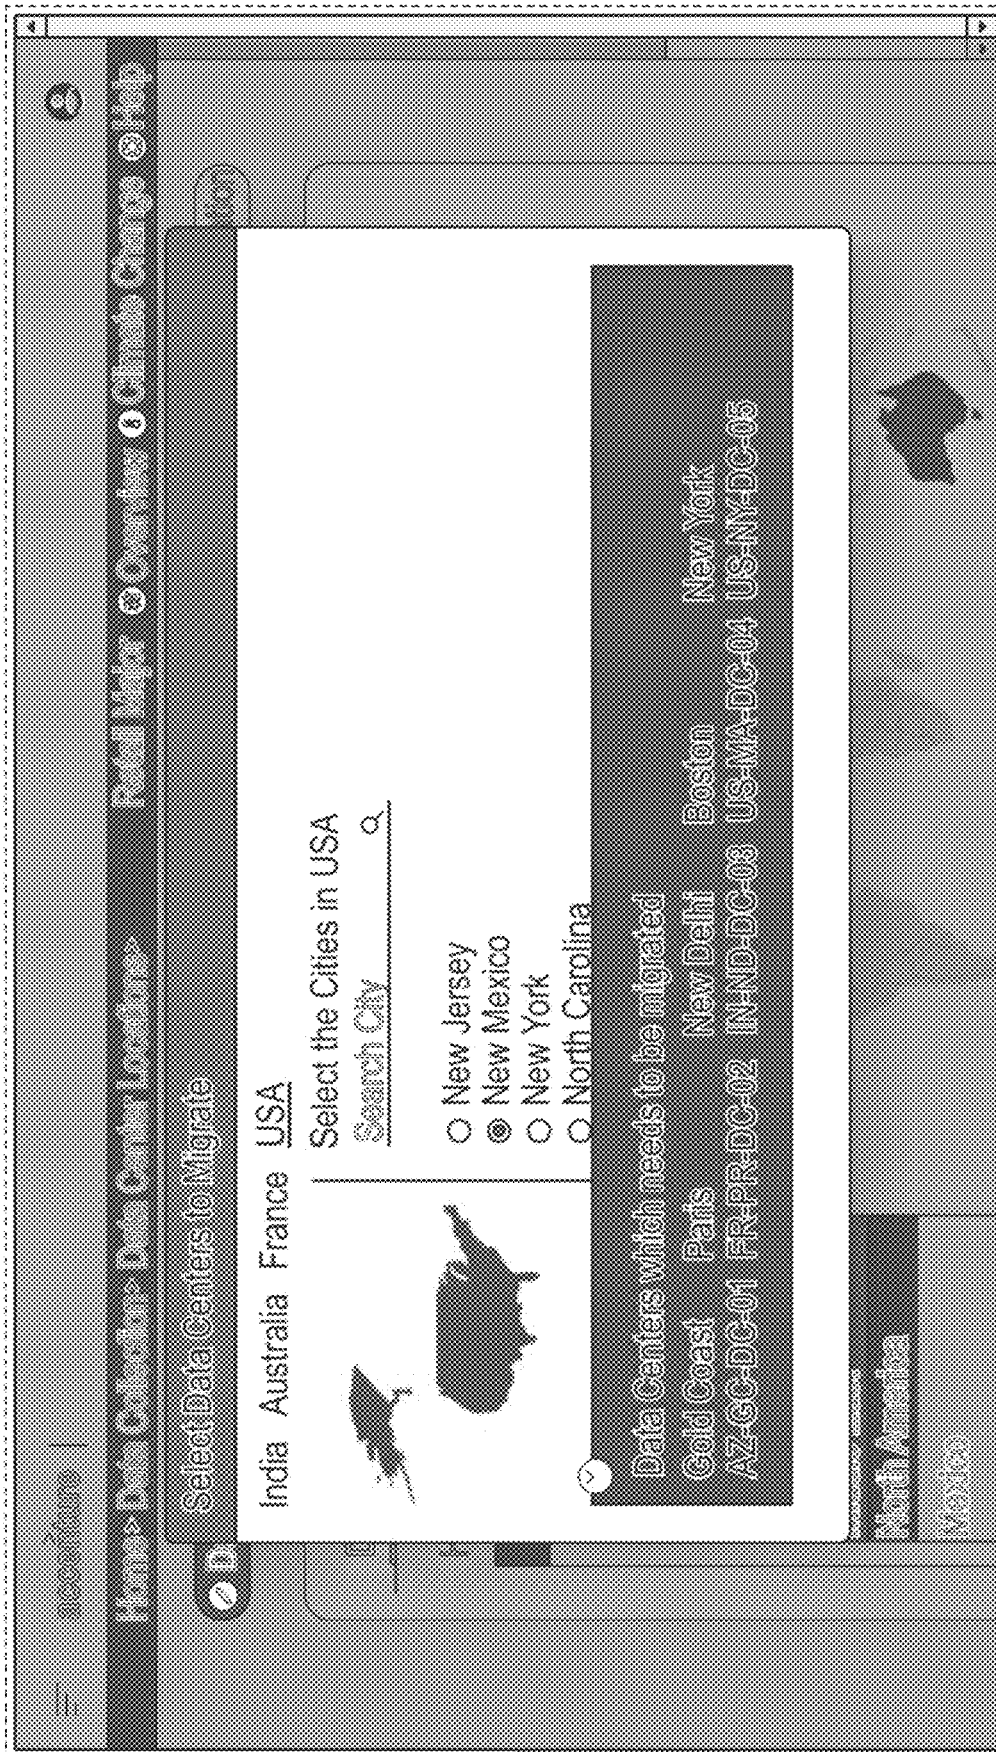 accenture
Home> Data Collection> Data Center Locations> Retail Major Overview Climate Change Help
Select Data Centers to Migrate
India Australia France USA
Select the Cities in USA
Search City
New Jersey
New Mexico
New York
North Carolina
Data Centers which needs to be migrated
Gold Coast Paris New Delhi Boston New York
AZ-GC-DC-01 FR-PR-DC-02 IN-ND-DC-03 US-MA-DC-04 US-NY-DC-05
North America